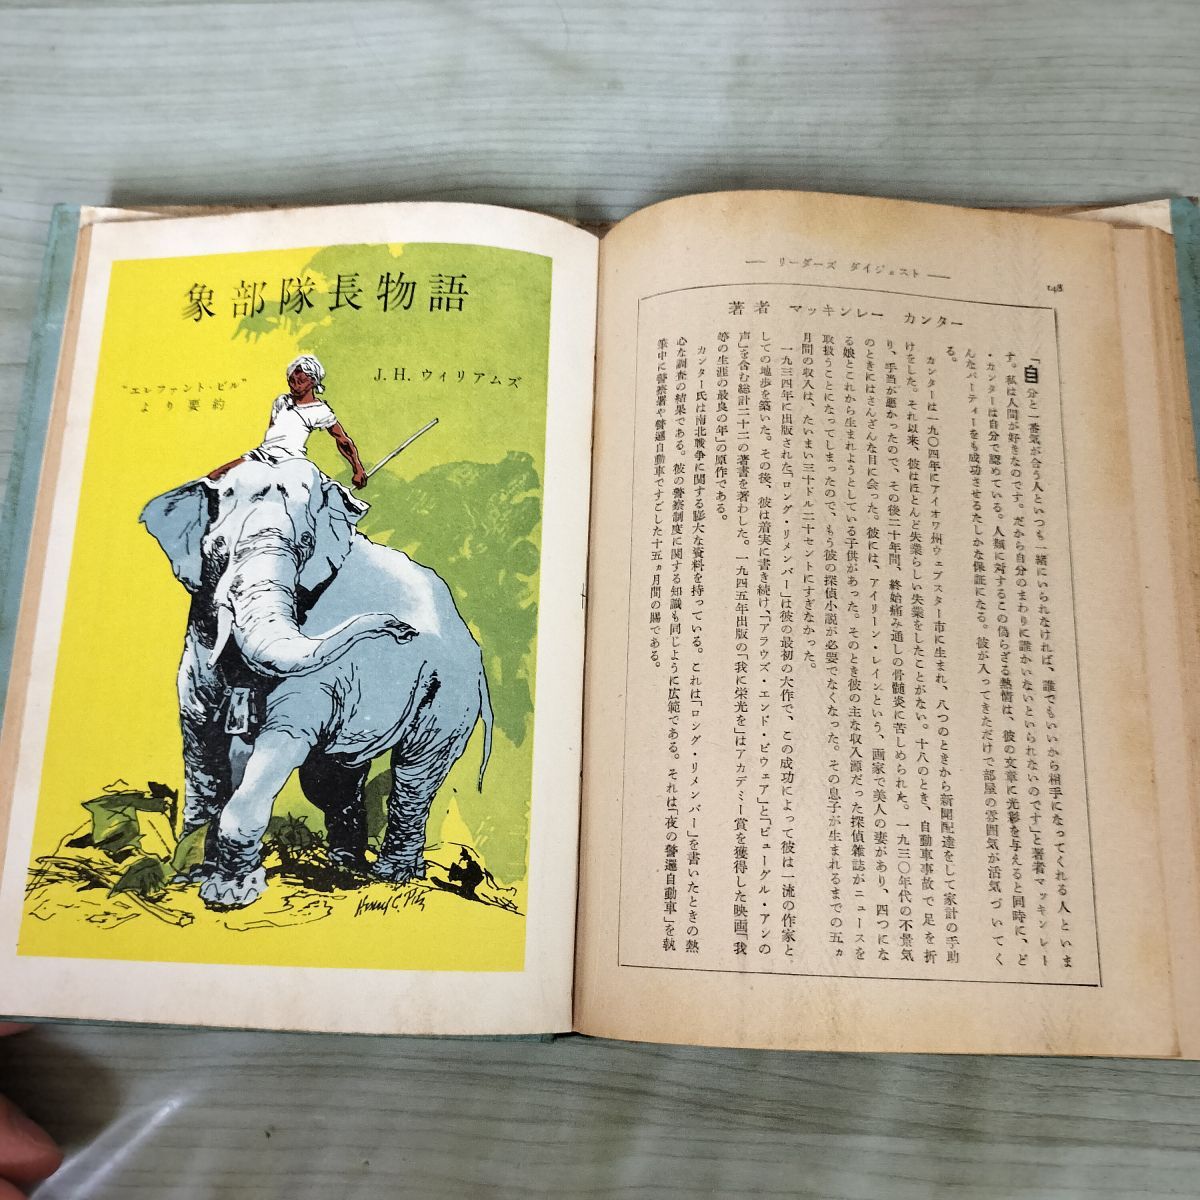 リーダーズ ダイジェスト
148
著者 マッキンレー カンター
「自分と一番気が合う人といつも一緒にいられなければ、誰でもいいから相手になってくれる人といま
す。私は人間が好きなのです。だから自分のまわりに誰かいないといられないのです」と著者マッキンレー
・カンターは自分で認めている。人類に対するこの偽らざる熱情は、彼の文章に光彩を与えると同時に、ど
んなパーティーをも成功させるたしかな保証になる。彼が入ってきただけで部屋の雰囲気が活気づいてく
る。
カンターは一九〇四年にアイオワ州ウェブスター市に生まれ、八つのときから新聞配達をして家計の手助
けをした。それ以来、彼はほとんど失業らしい失業をしたことがない。十八のとき、自動車事故で足を折
り、手当が悪かったので、その後二十年間、終始痛み通しの骨髄炎に苦しめられた。一九三〇年代の不景気
のときにはさんざんな目に会った。彼には、アイリーン・レインという、画家で美人の妻があり、四つにな
る娘とこれから生まれようとしている子供があった。そのとき彼の主な収入源だった探偵雑誌がニュースを
取扱うことになってしまったので、もう彼の探偵小説が必要でなくなった。その息子が生まれるまでの五ヵ
月間の収入は、たいまい三十ドル二十セントにすぎなかった。
一九三四年に出版された「ロング・リメンバー」は彼の最初の大作で、この成功によって彼は一流の作家と
しての地歩を築いた。その後、彼は着実に書き続け、「アラウズ・エンド・ビウェア」と「ビューグル・アンの
声」を含む総計二十二の著書を著わした。一九四五年出版の「我に栄光を」はアカデミー賞を獲得した映画「我
等の生涯の最良の年」の原作である。
カンター氏は南北戦争に関する膨大な資料を持っている。これは「ロング・リメンバー」を書いたときの熱
心な調査の結果である。彼の警察制度に関する知識も同じように広範である。それは「夜の警邏自動車」を執
筆中に警察署や警邏自動車ですごした十五ヵ月間の賜である。
象部隊長物語
J.H.ウィリアムズ
"エレファント・ビル"
より要約